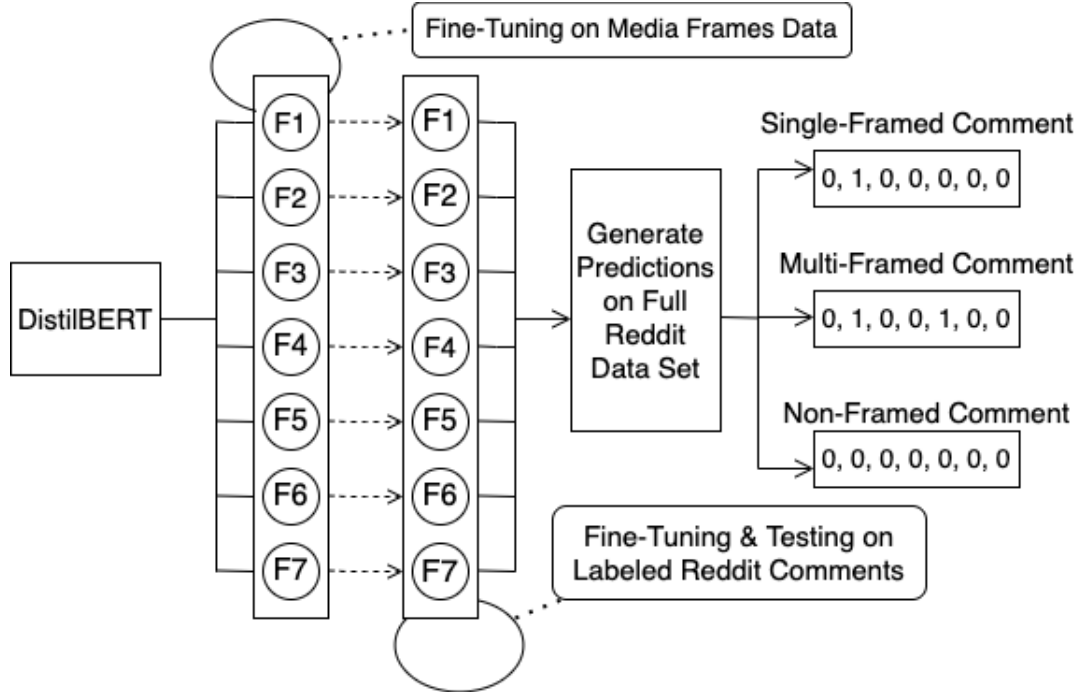 Fine-Tuning on Media Frames Data
DistilBERT
F1
F2
F3
F4
F5
F6
F7
F1
F2
F3
F4
F5
F6
F7
Fine-Tuning & Testing on
Labeled Reddit Comments
Generate
Predictions
on Full
Reddit
Data Set
Single-Framed Comment
0, 1, 0, 0, 0, 0, 0
Multi-Framed Comment
0, 1, 0, 0, 1, 0, 0
Non-Framed Comment
0, 0, 0, 0, 0, 0, 0